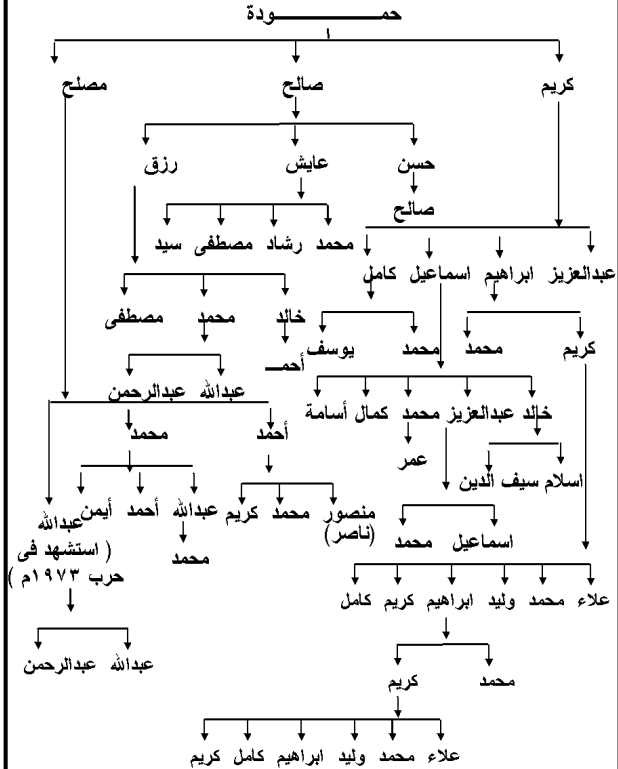 حمــــــــودة
كريم صالح مصلح
حسن عايش رزق
صالح
محمد رشاد مصطفى سيد
عبدالعزيز ابراهيم اسماعيل كامل
خالد محمد مصطفى
كريم محمد محمد يوسف
أحمــ
عبدالله عبدالرحمن
خالد عبدالعزيز محمد كمال أسامة
أحمد محمد
عمر
اسلام سيف الدين
منصور محمد كريم
(ناصر)
عبدالله أحمد أيمن
عبدالله
( استشهد فى
حرب ١٩٧٣م )
محمد
اسماعيل محمد
علاء محمد وليد ابراهيم كريم كامل
عبدالله عبدالرحمن
محمد كريم
علاء محمد وليد ابراهيم كامل كريم